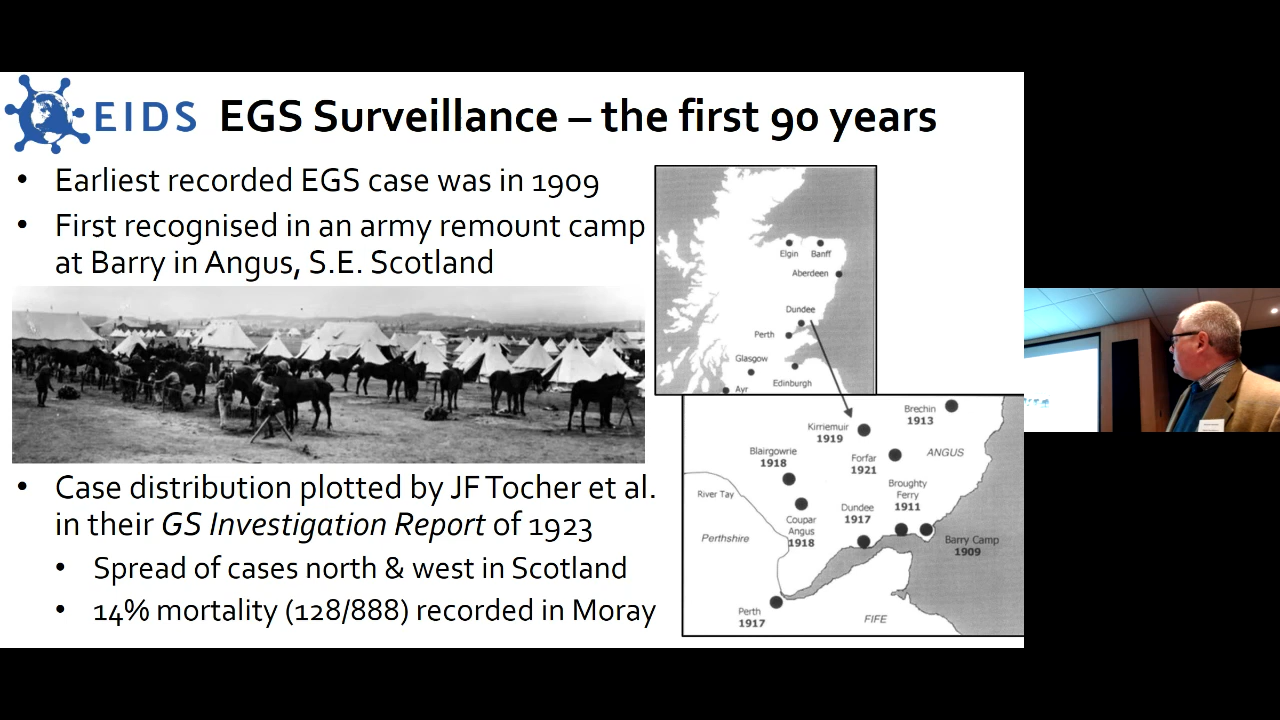 EIDS
EGS Surveillance – the first 90 years
• Earliest recorded EGS case was in 1909
• First recognised in an army remount camp
at Barry in Angus, S.E. Scotland
• Case distribution plotted by JF Tocher et al.
in their GS Investigation Report of 1923
• Spread of cases north & west in Scotland
• 14% mortality (128/888) recorded in Moray
Elgin
Banff
Aberdeen
Dundee
Perth
Glasgow
Edinburgh
Ayr
Brechin
1913
Kirriemuir
1919
Blairgowrie
1918
Forfar
1921
ANGUS
River Tay
Broughty
Ferry
1911
Coupar
Angus
1918
Dundee
1917
Perthshire
Barry Camp
1909
Perth
1917
FIFE